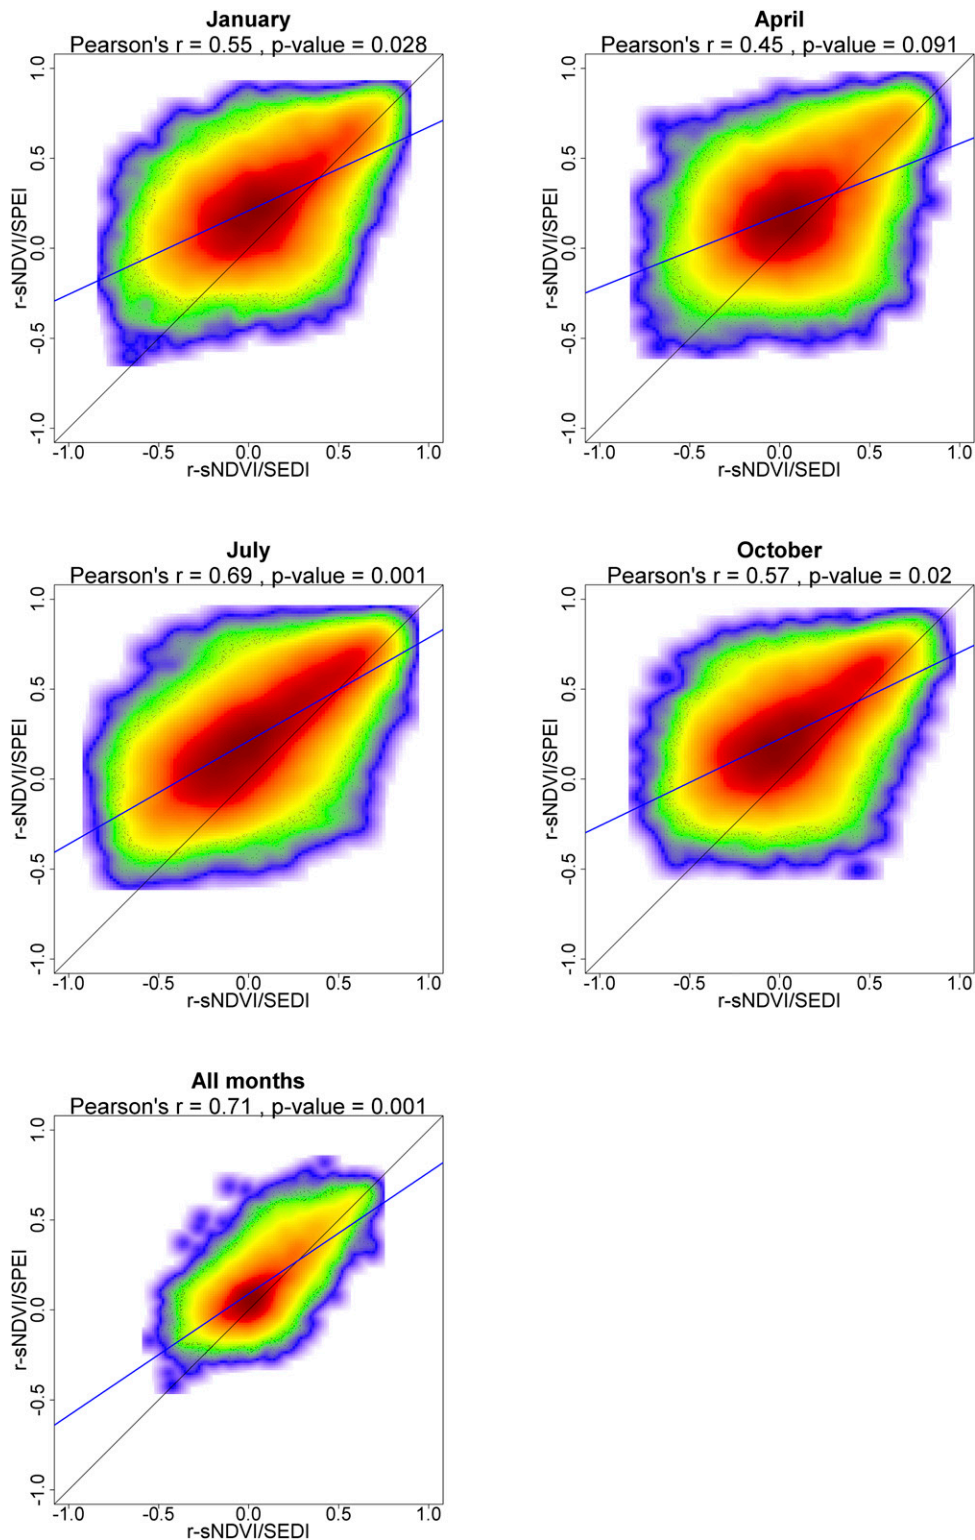 January
Pearson's r = 0.55 , p-value = 0.028
1.0
0.5
0.0
-0.5
-1.0
r-sNDVI/SPEI
-1.0 -0.5 0.0 0.5 1.0
r-sNDVI/SEDI
April
Pearson's r = 0.45 , p-value = 0.091
1.0
0.5
0.0
-0.5
-1.0
r-sNDVI/SPEI
-1.0 -0.5 0.0 0.5 1.0
r-sNDVI/SEDI
July
Pearson's r = 0.69 , p-value = 0.001
1.0
0.5
0.0
-0.5
-1.0
r-sNDVI/SPEI
-1.0 -0.5 0.0 0.5 1.0
r-sNDVI/SEDI
October
Pearson's r = 0.57 , p-value = 0.02
1.0
0.5
0.0
-0.5
-1.0
r-sNDVI/SPEI
-1.0 -0.5 0.0 0.5 1.0
r-sNDVI/SEDI
All months
Pearson's r = 0.71 , p-value = 0.001
1.0
0.5
0.0
-0.5
-1.0
r-sNDVI/SPEI
-1.0 -0.5 0.0 0.5 1.0
r-sNDVI/SEDI